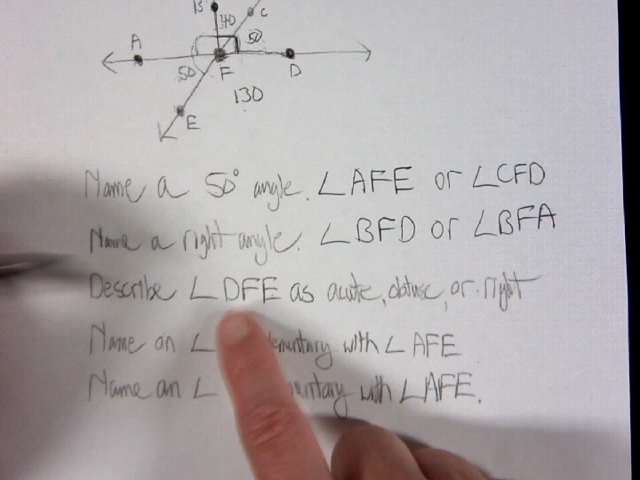 B
40
C
A
50
50
F
D
130
E
Name a 50° angle. ∠AFE or ∠CFD
Name a right angle. ∠BFD or ∠BFA
Describe ∠DFE as acute, obtuse, or right
Name an ∠ with ∠AFE
Name an ∠ with ∠AFE.